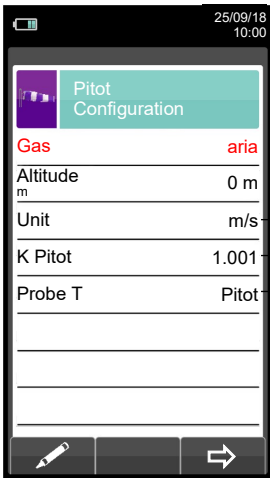 25/09/18
10:00
Pitot
Configuration
Gas aria
Altitude
m 0 m
Unit m/s
K Pitot 1.001
Probe T Pitot